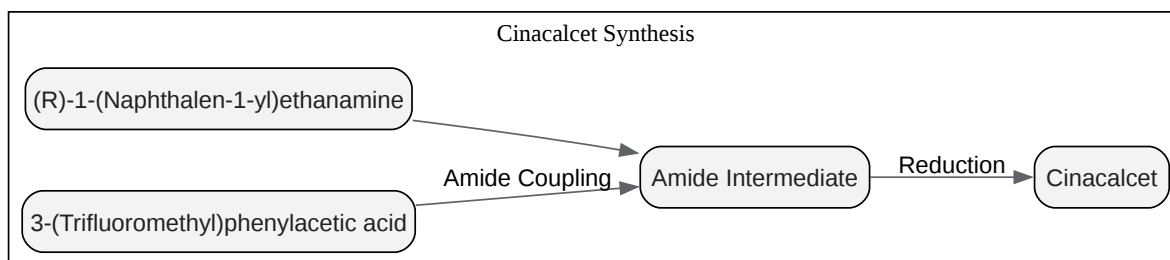 Cinacalcet Synthesis
(R)-1-(Naphthalen-1-yl)ethanamine
3-(Trifluoromethyl)phenylacetic acid
Amide Coupling
Amide Intermediate
Reduction
Cinacalcet